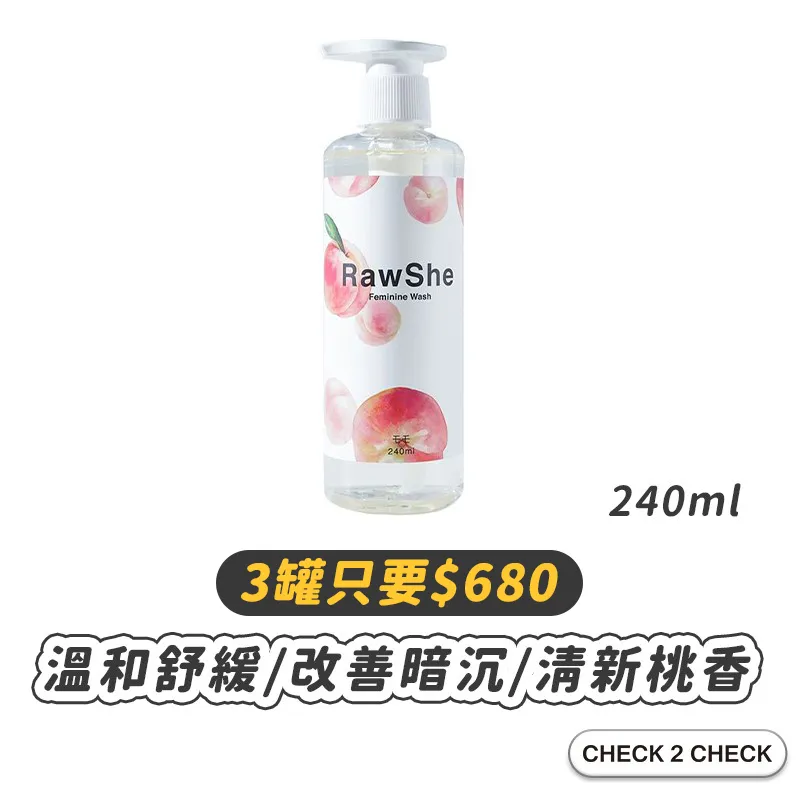 RawShe
Feminine Wash
モモ
240ml
240ml
3罐只要$680
溫和舒緩/改善暗沉/清新桃香
CHECK 2 CHECK